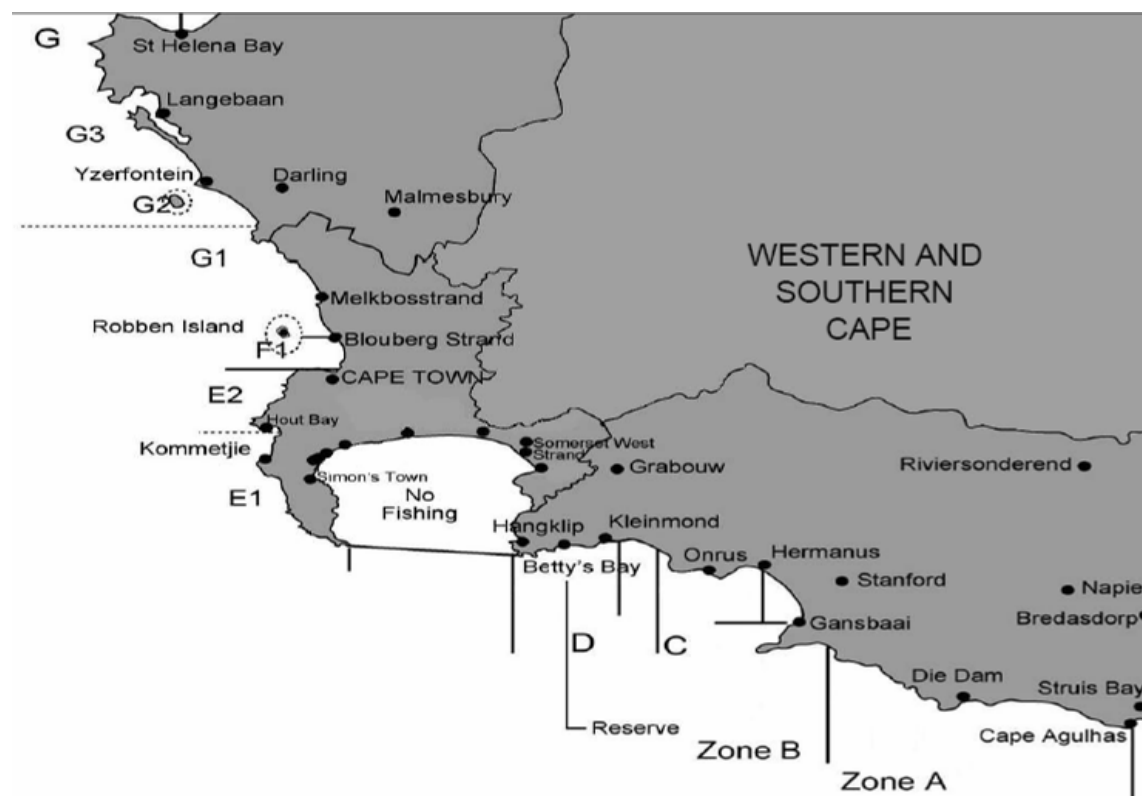 G
St Helena Bay
Langebaan
G3
Yzerfontein
Darling
G2
Malmesbury
G1
WESTERN AND
SOUTHERN
CAPE
Melkbosstrand
Robben Island
Blouberg Strand
F1
CAPE TOWN
E2
Hout Bay
Kommetjie
Somerset West
Strand
Grabouw
Riviersonderend
Simon's Town
E1
No
Fishing
Hangklip
Kleinmond
Betty's Bay
Onrus
Hermanus
Stanford
Napie
Bredasdorp
Gansbaai
D
C
Die Dam
Struis Bay
Reserve
Cape Agulhas
Zone B
Zone A